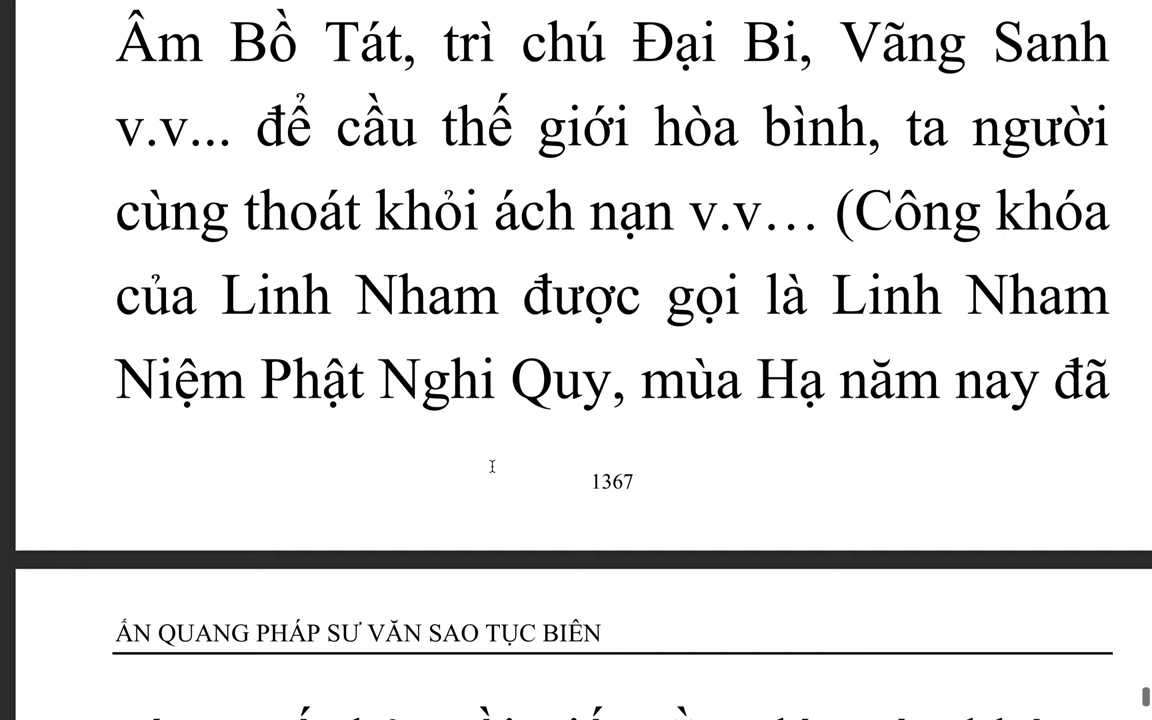 Âm Bồ Tát, trì chú Đại Bi, Vãng Sanh
v.v... để cầu thế giới hòa bình, ta người
cùng thoát khỏi ách nạn v.v… (Công khóa
của Linh Nham được gọi là Linh Nham
Niệm Phật Nghi Quy, mùa Hạ năm nay đã
1367
ẤN QUANG PHÁP SƯ VĂN SAO TỤC BIÊN